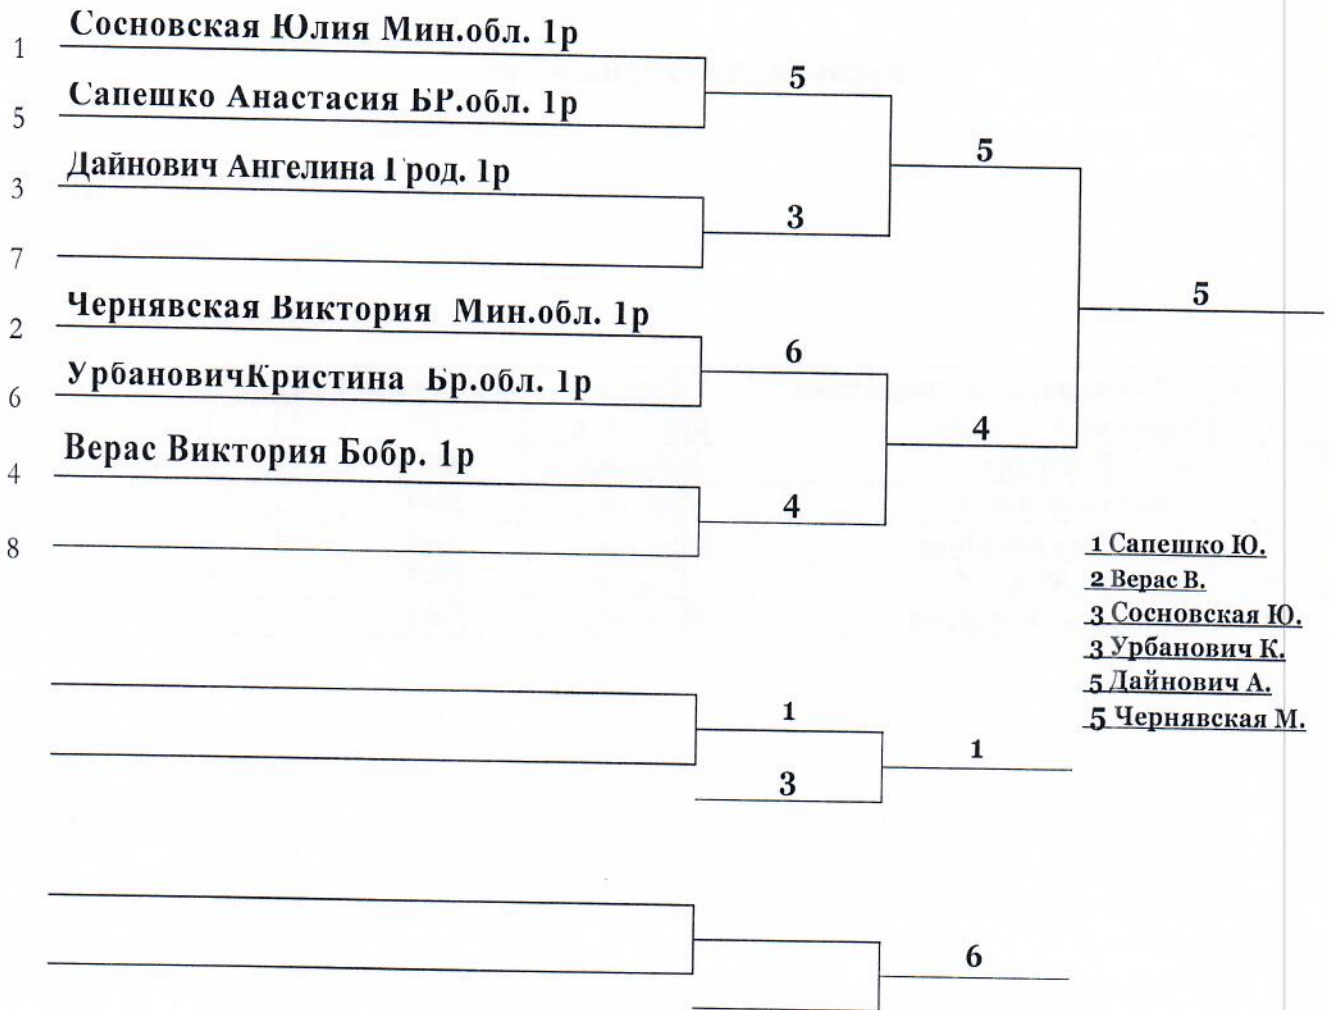 1 Сосновская Юлия Мин.обл. 1р
5 Сапешко Анастасия БР.обл. 1р
3 Дайнович Ангелина Грод. 1р
7
2 Чернявская Виктория Мин.обл. 1р
6 УрбановичКристина Бр.обл. 1р
4 Верас Виктория Бобр. 1р
8
5
3
6
4
5
4
5
1
3
1
6
1 Сапешко Ю.
2 Верас В.
3 Сосновская Ю.
3 Урбанович К.
5 Дайнович А.
5 Чернявская М.